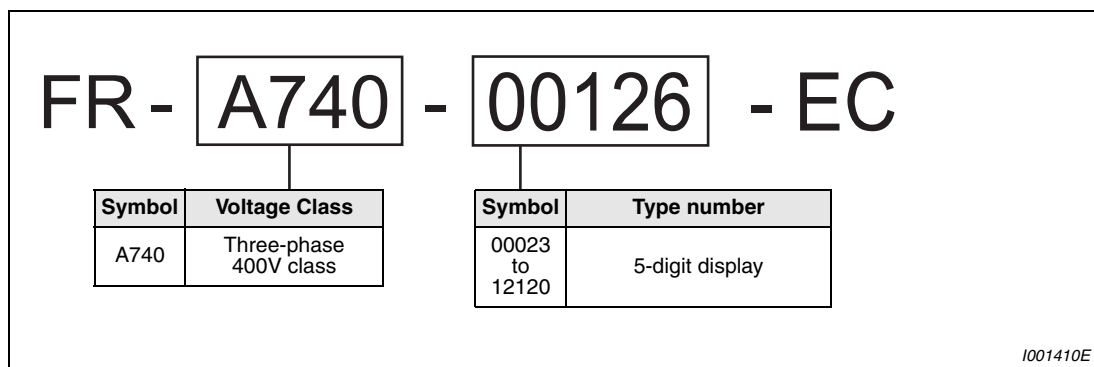 FR - A740 - 00126 - EC
Symbol Voltage Class
A740 Three-phase 400V class
Symbol Type number
00023 to 12120 5-digit display
I001410E